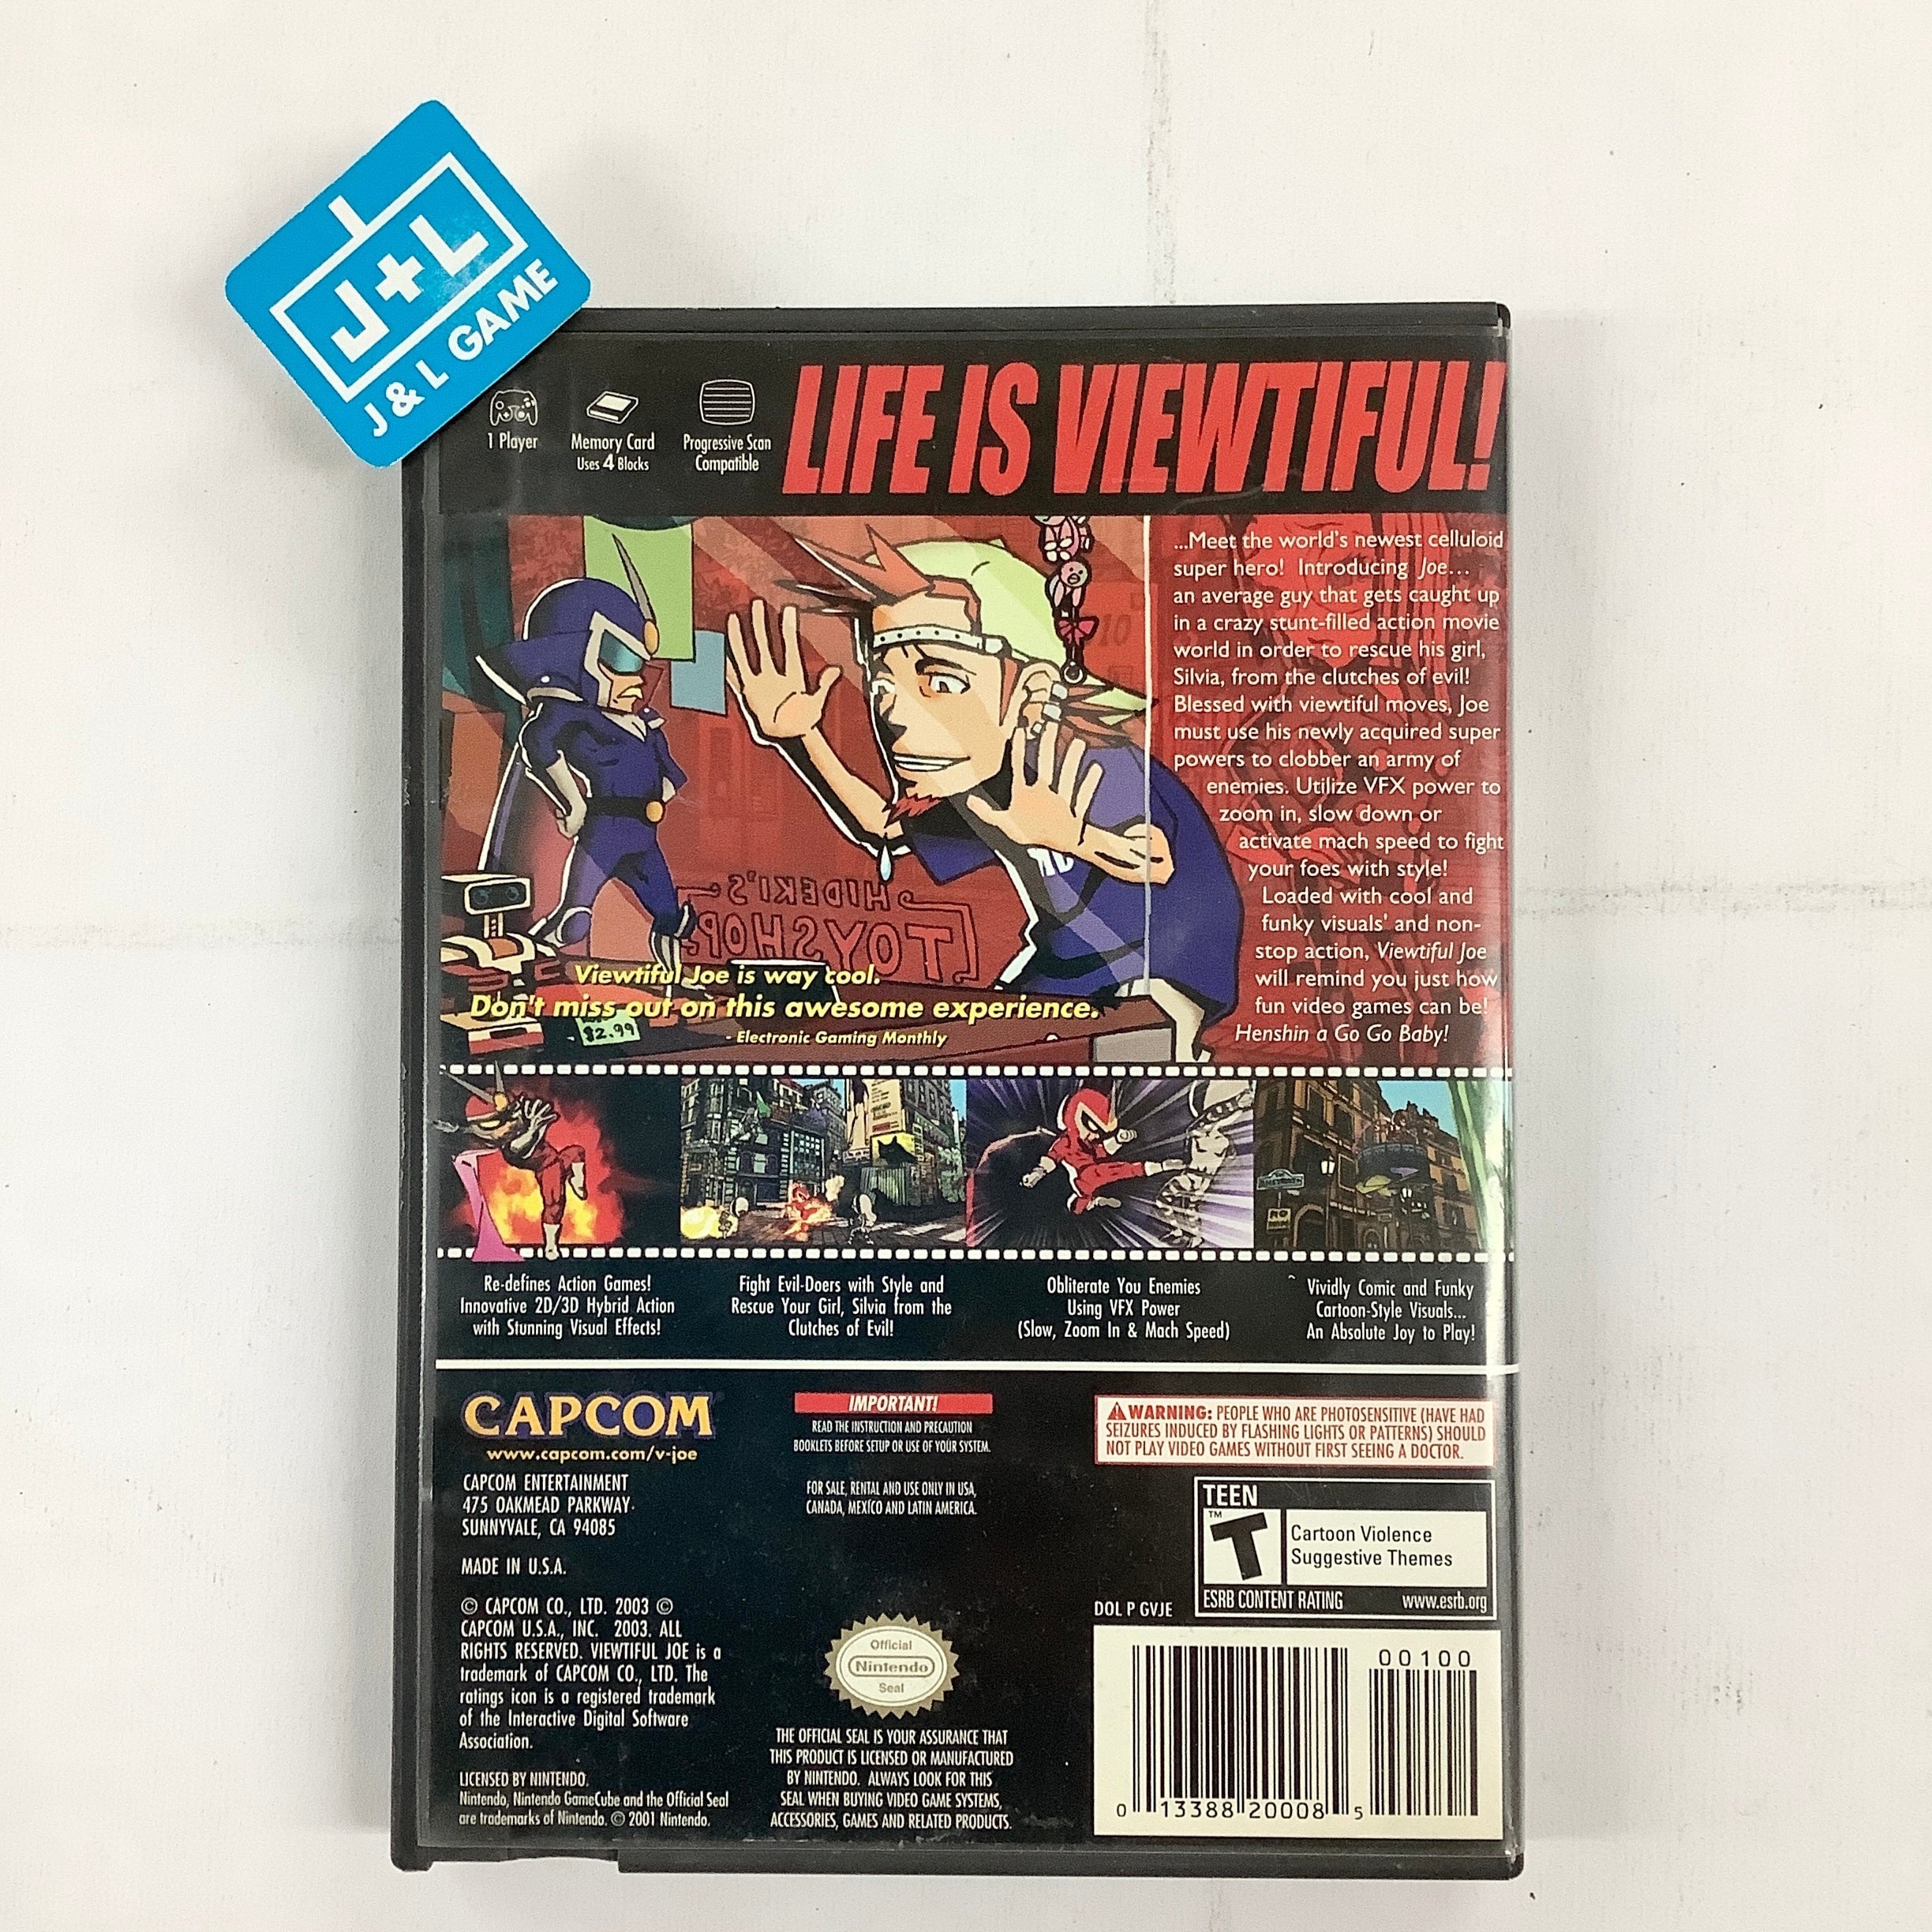 J+L
J & L GAME
1 Player
Memory Card
Uses 4 Blocks
Progressive Scan
Compatible
LIFE IS VIEWTIFUL!
...Meet the world's newest celluloid
super hero! Introducing Joe...
an average guy that gets caught up
in a crazy stunt-filled action movie
world in order to rescue his girl,
Silvia, from the clutches of evil!
Blessed with viewtiful moves, Joe
must use his newly acquired super
powers to clobber an army of
enemies. Utilize VFX power to
zoom in, slow down or
activate mach speed to fight
your foes with style!
Loaded with cool and
funky visuals' and non-
stop action, Viewtiful Joe
will remind you just how
fun video games can be!
Henshin a Go Go Baby!
HIDEKI'S
TOYSHOP
Viewtiful Joe is way cool.
Don't miss out on this awesome experience.
- Electronic Gaming Monthly
$2.99
Re-defines Action Games!
Innovative 2D/3D Hybrid Action
with Stunning Visual Effects!
Fight Evil-Doers with Style and
Rescue Your Girl, Silvia from the
Clutches of Evil!
Obliterate You Enemies
Using VFX Power
(Slow, Zoom In & Mach Speed)
Vividly Comic and Funky
Cartoon-Style Visuals...
An Absolute Joy to Play!
CAPCOM
www.capcom.com/v-joe
CAPCOM ENTERTAINMENT
475 OAKMEAD PARKWAY
SUNNYVALE, CA 94085
MADE IN U.S.A.
© CAPCOM CO., LTD. 2003 ©
CAPCOM U.S.A., INC. 2003. ALL
RIGHTS RESERVED. VIEWTIFUL JOE is a
trademark of CAPCOM CO., LTD. The
ratings icon is a registered trademark
of the Interactive Digital Software
Association.
LICENSED BY NINTENDO.
Nintendo, Nintendo GameCube and the Official Seal
are trademarks of Nintendo. © 2001 Nintendo.
IMPORTANT!
READ THE INSTRUCTION AND PRECAUTION
BOOKLETS BEFORE SETUP OR USE OF YOUR SYSTEM.
FOR SALE, RENTAL AND USE ONLY IN USA,
CANADA, MEXICO AND LATIN AMERICA.
Official
Nintendo
Seal
THE OFFICIAL SEAL IS YOUR ASSURANCE THAT
THIS PRODUCT IS LICENSED OR MANUFACTURED
BY NINTENDO. ALWAYS LOOK FOR THIS
SEAL WHEN BUYING VIDEO GAME SYSTEMS,
ACCESSORIES, GAMES AND RELATED PRODUCTS.
WARNING: PEOPLE WHO ARE PHOTOSENSITIVE (HAVE HAD
SEIZURES INDUCED BY FLASHING LIGHTS OR PATTERNS) SHOULD
NOT PLAY VIDEO GAMES WITHOUT FIRST SEEING A DOCTOR.
TEEN
T™
Cartoon Violence
Suggestive Themes
ESRB CONTENT RATING www.esrb.org
DOL P GVJE
00100
0 13388 20008 5